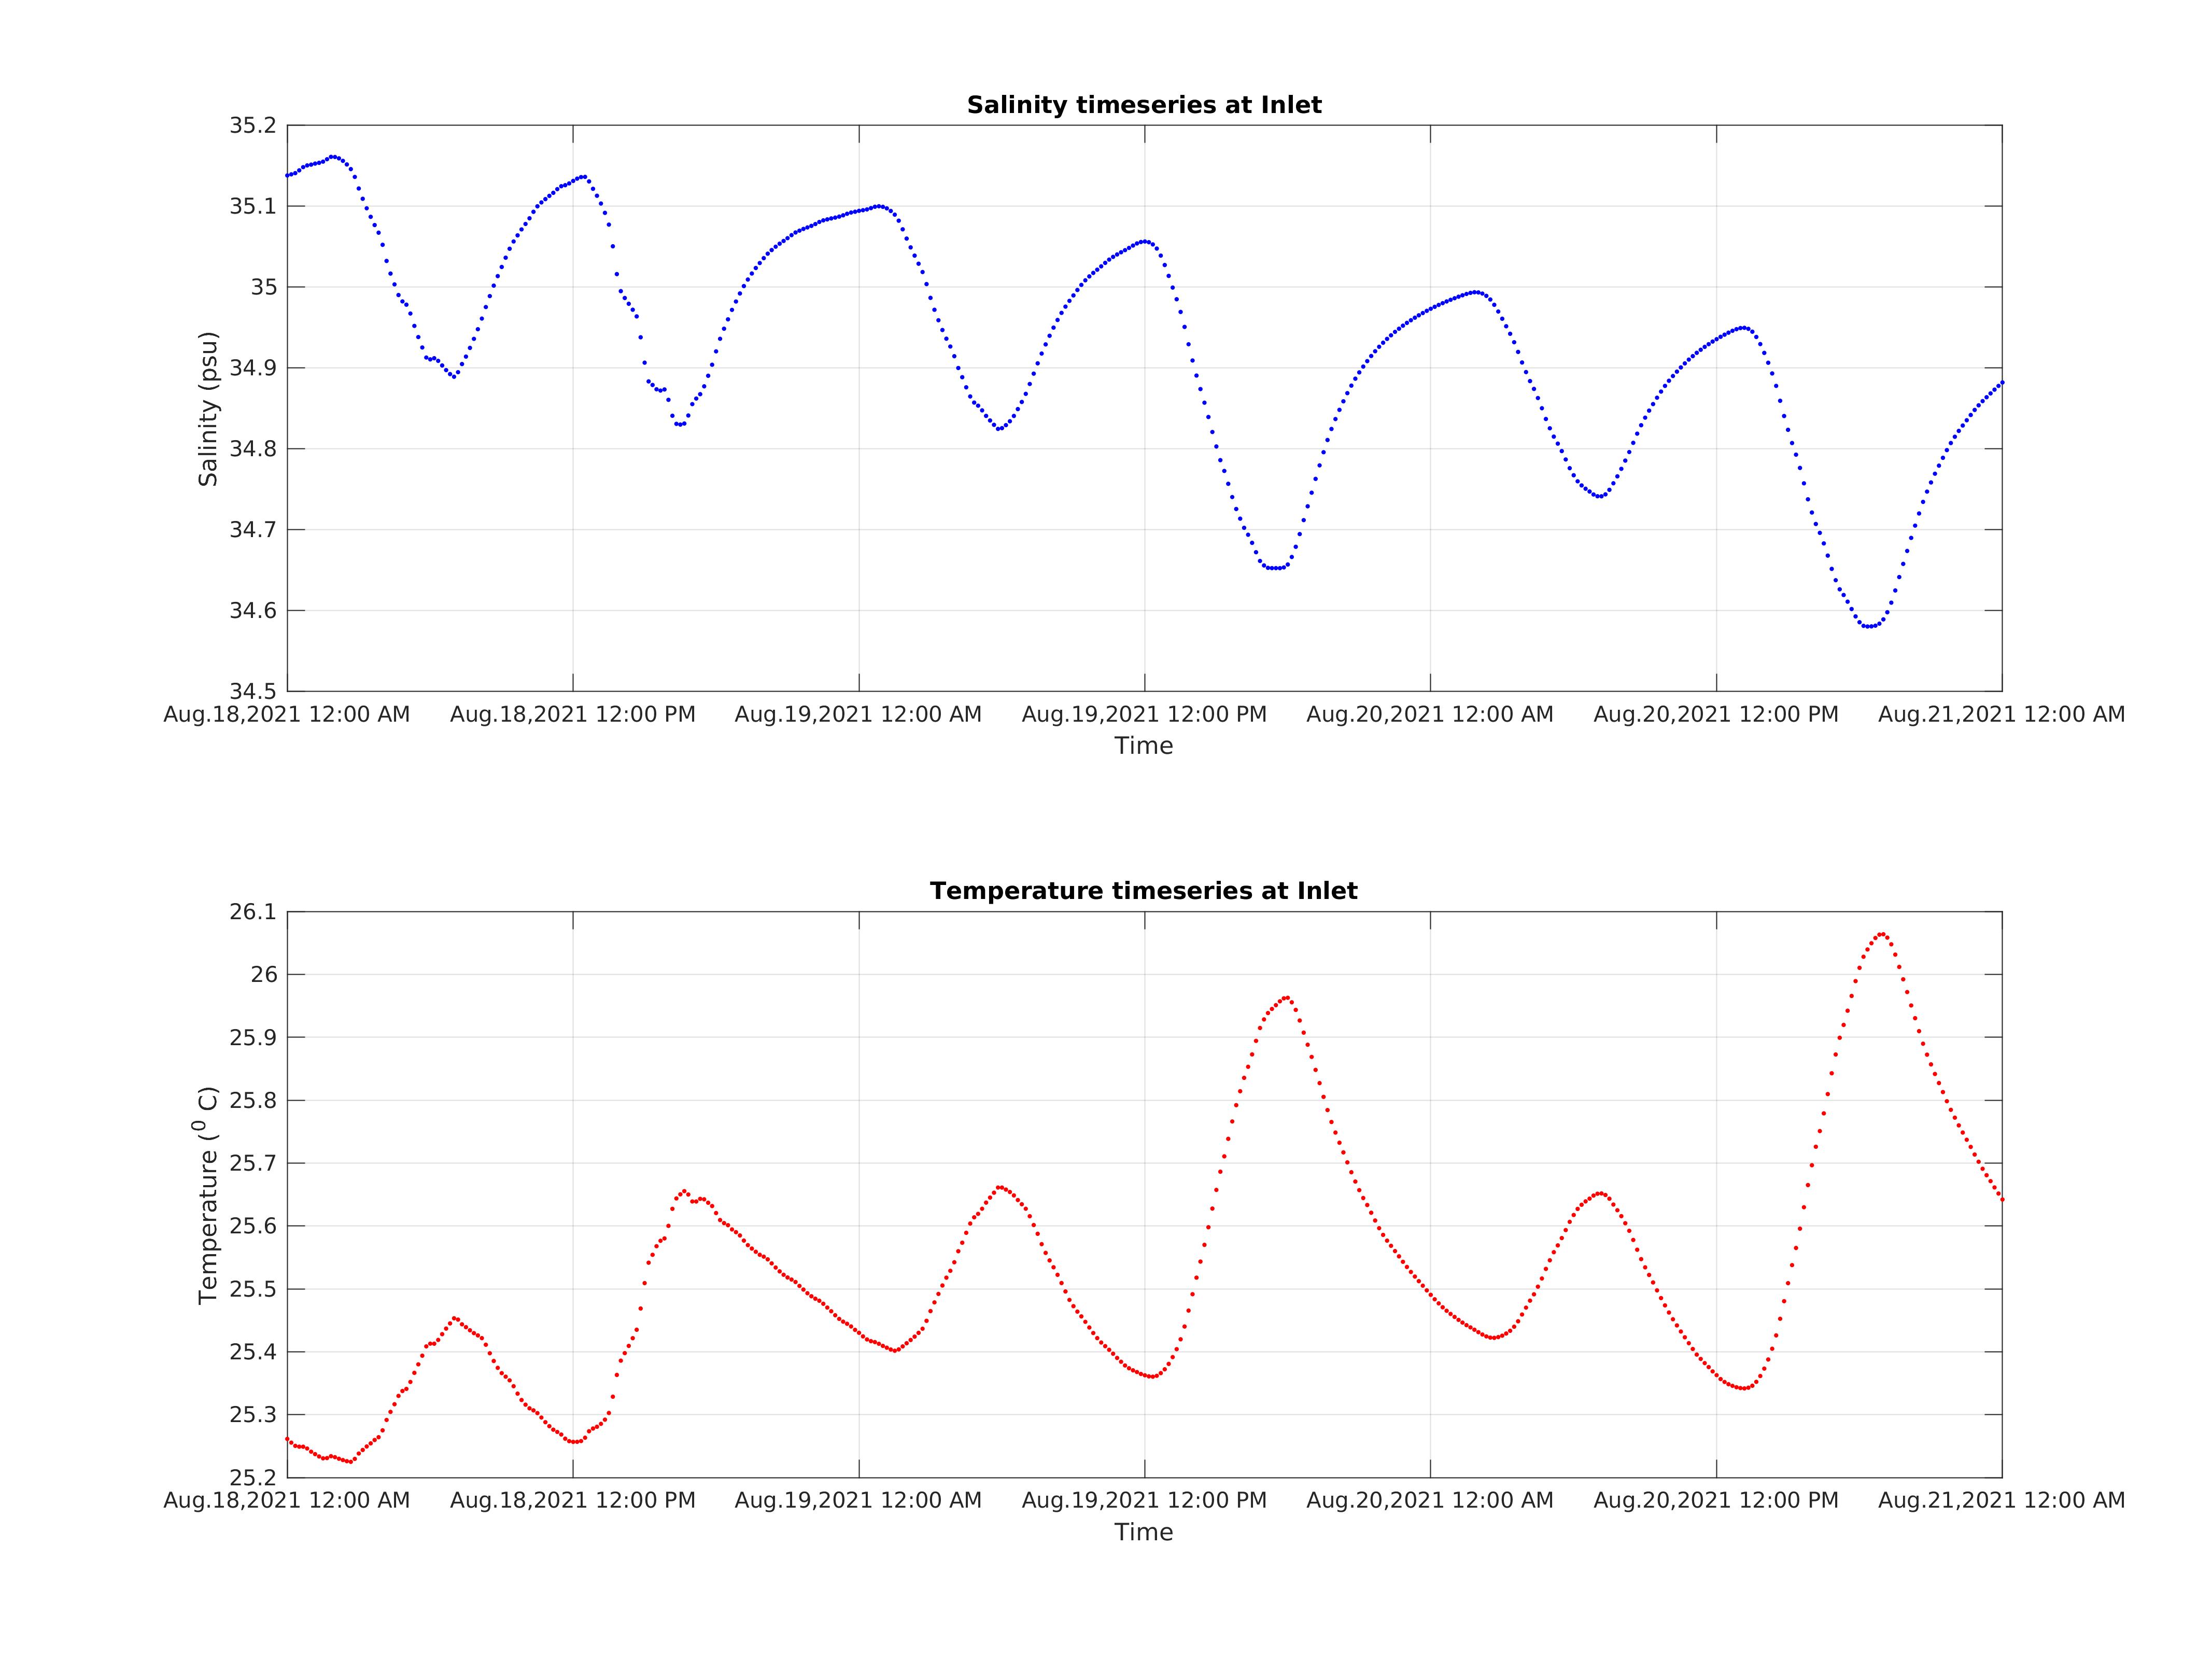 Salinity timeseries at Inlet
35.2
35.1
35
34.9
34.8
34.7
34.6
34.5
Salinity (psu)
Aug.18,2021 12:00 AM Aug.18,2021 12:00 PM Aug.19,2021 12:00 AM Aug.19,2021 12:00 PM Aug.20,2021 12:00 AM Aug.20,2021 12:00 PM Aug.21,2021 12:00 AM
Time
Temperature timeseries at Inlet
26.1
26
25.9
25.8
25.7
25.6
25.5
25.4
25.3
25.2
Temperature (⁰ C)
Aug.18,2021 12:00 AM Aug.18,2021 12:00 PM Aug.19,2021 12:00 AM Aug.19,2021 12:00 PM Aug.20,2021 12:00 AM Aug.20,2021 12:00 PM Aug.21,2021 12:00 AM
Time